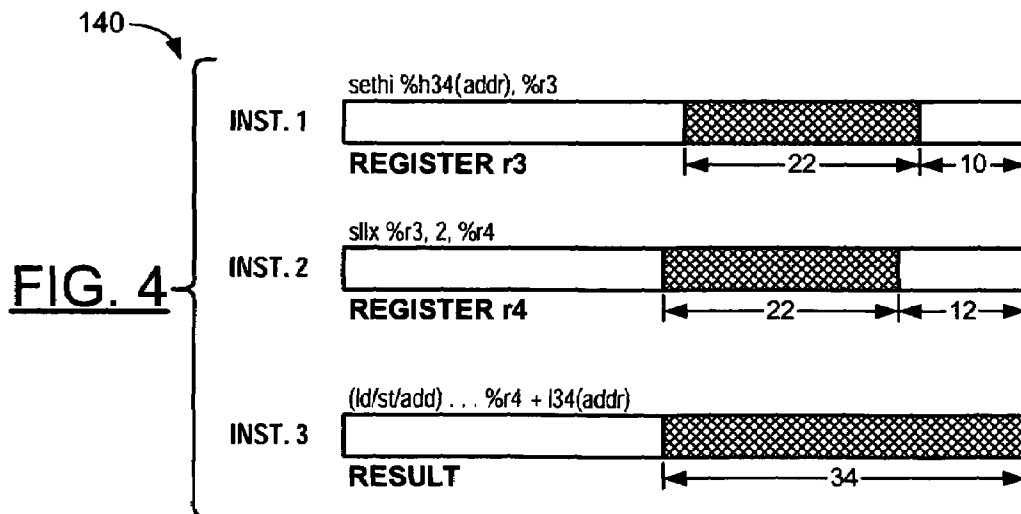 140
sethi %h34(addr), %r3
INST. 1
REGISTER r3
22
10
sllx %r3, 2, %r4
INST. 2
REGISTER r4
22
12
FIG. 4
(ld/st/add) . . . %r4 + l34(addr)
INST. 3
RESULT
34